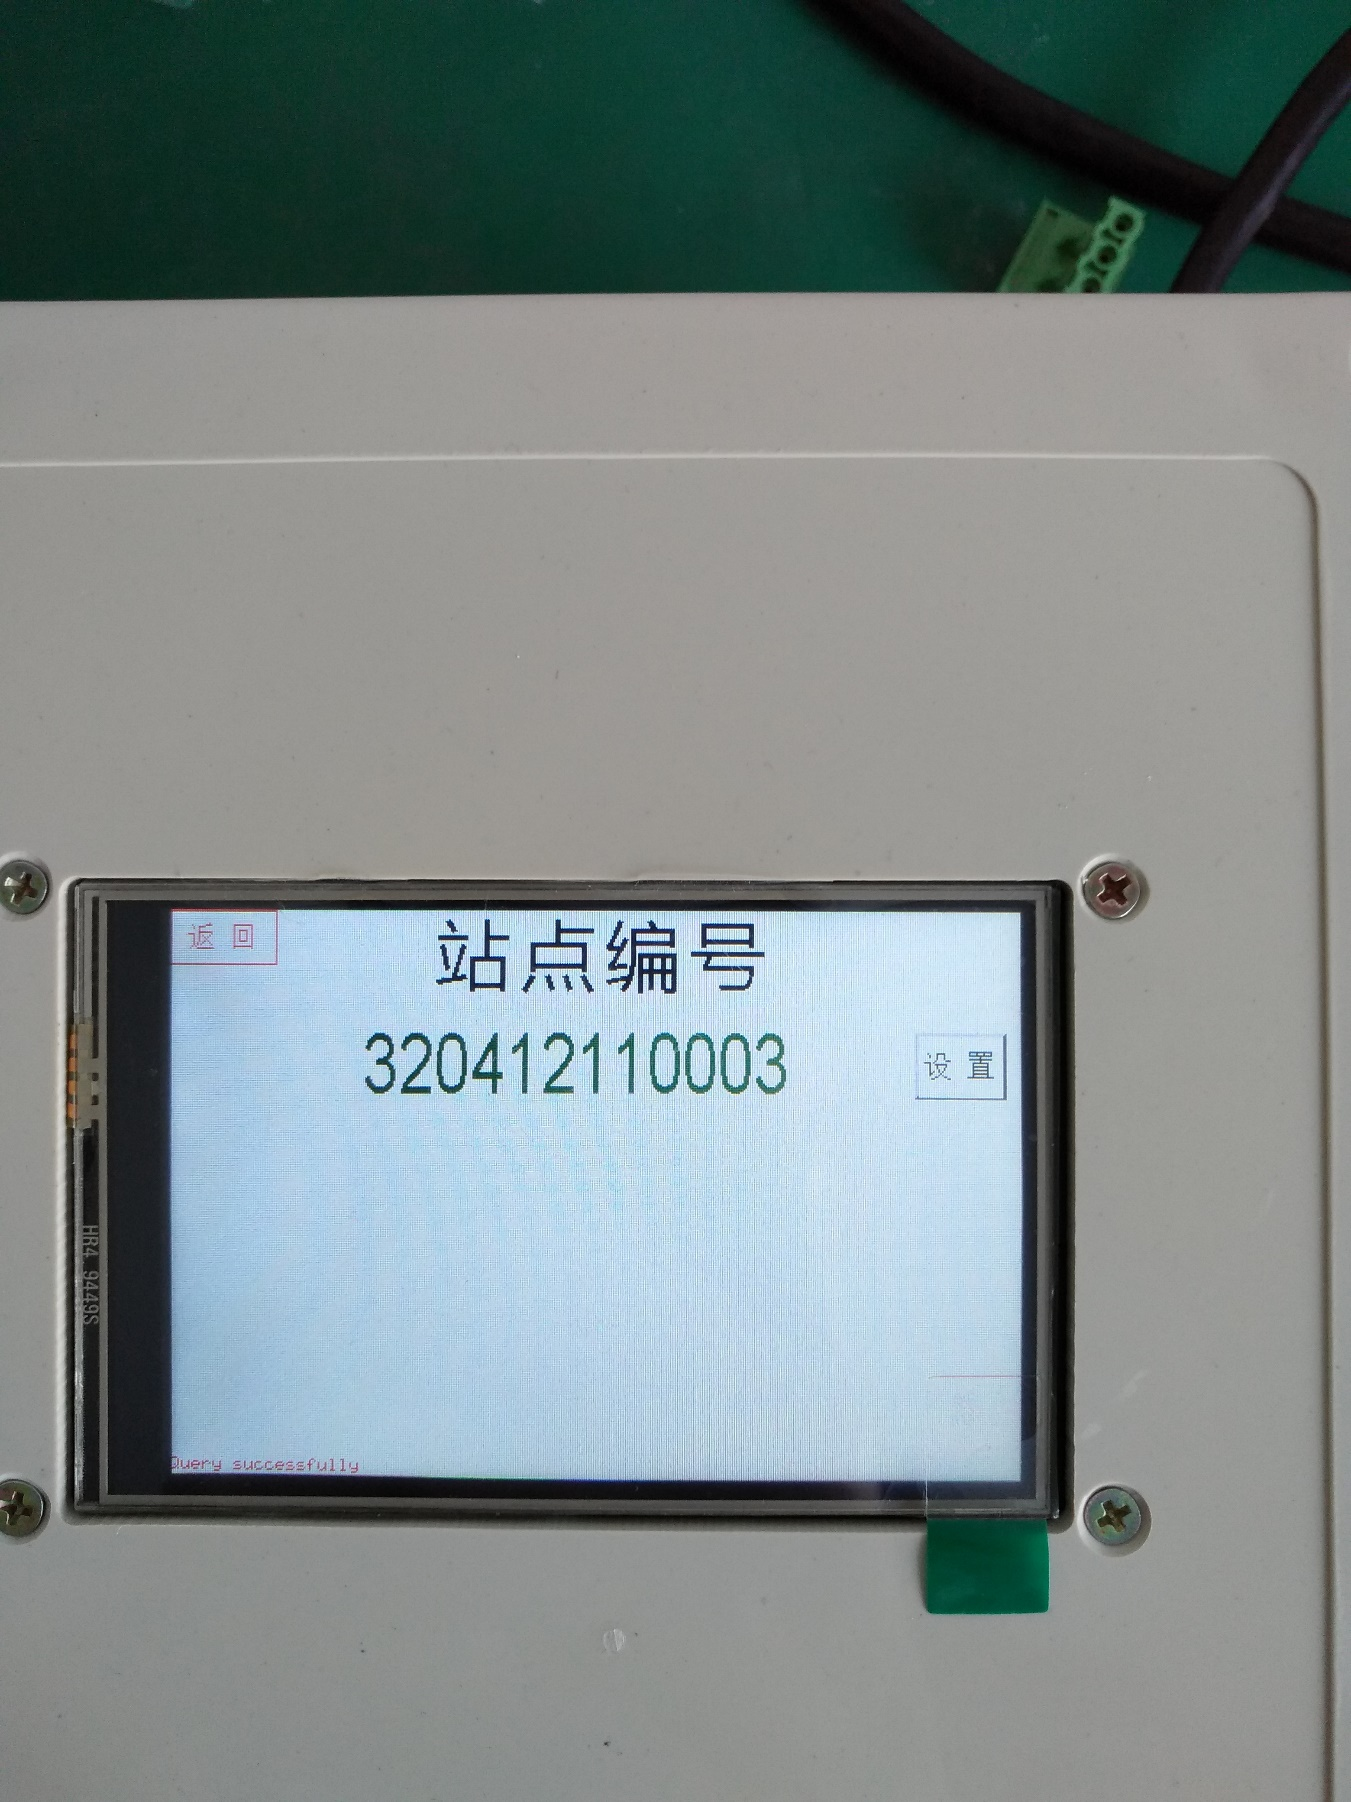 返 回
站点编号
320412110003
设 置
Query successfully
HR4 9449S